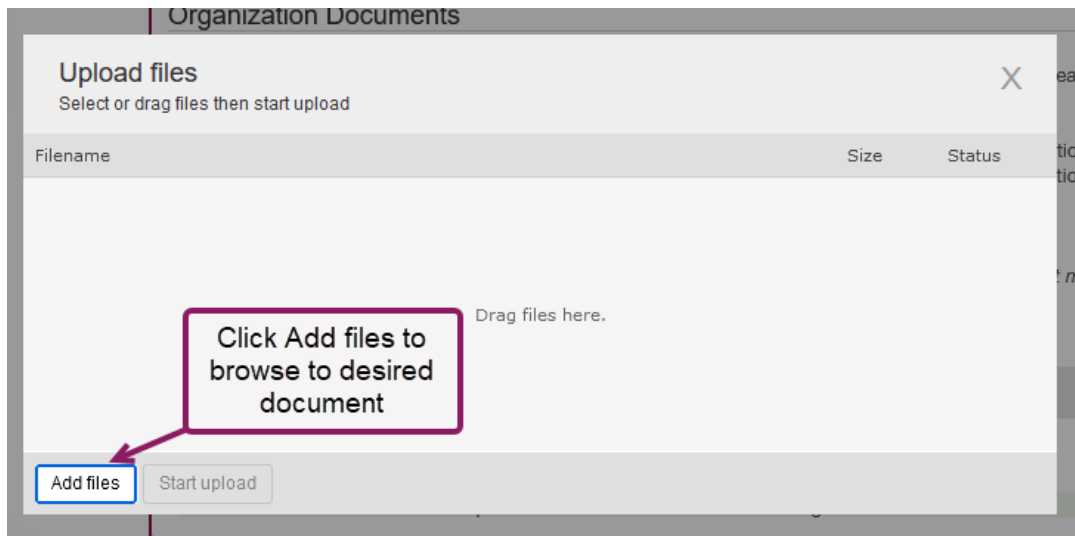 Organization Documents
Upload files
X
Select or drag files then start upload
Filename Size Status
Drag files here.
Click Add files to
browse to desired
document
Add files Start upload